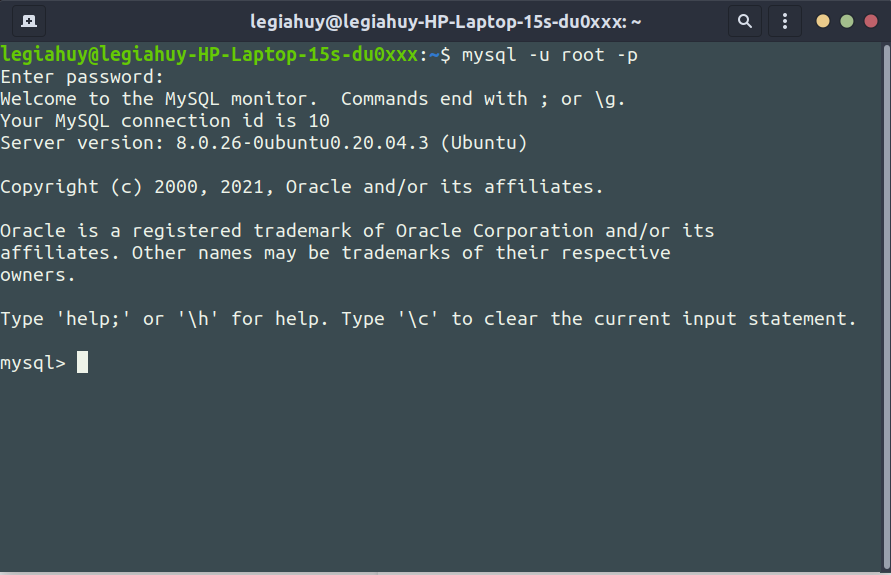 legiahuy@legiahuy-HP-Laptop-15s-du0xxx: ~
legiahuy@legiahuy-HP-Laptop-15s-du0xxx:~$ mysql -u root -p
Enter password:
Welcome to the MySQL monitor.  Commands end with ; or \g.
Your MySQL connection id is 10
Server version: 8.0.26-0ubuntu0.20.04.3 (Ubuntu)
Copyright (c) 2000, 2021, Oracle and/or its affiliates.
Oracle is a registered trademark of Oracle Corporation and/or its
affiliates. Other names may be trademarks of their respective
owners.
Type 'help;' or '\h' for help. Type '\c' to clear the current input statement.
mysql>